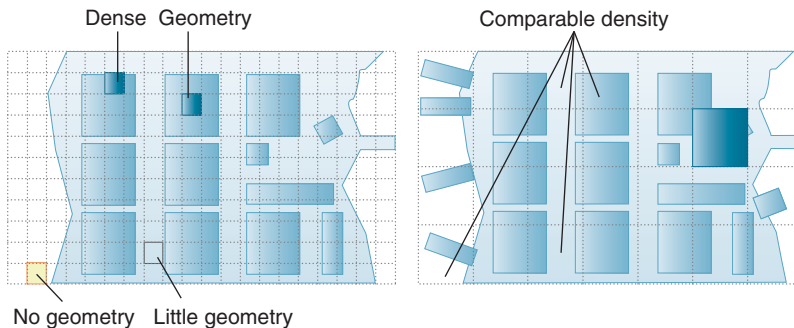 Dense
Geometry
Comparable density
No geometry
Little geometry